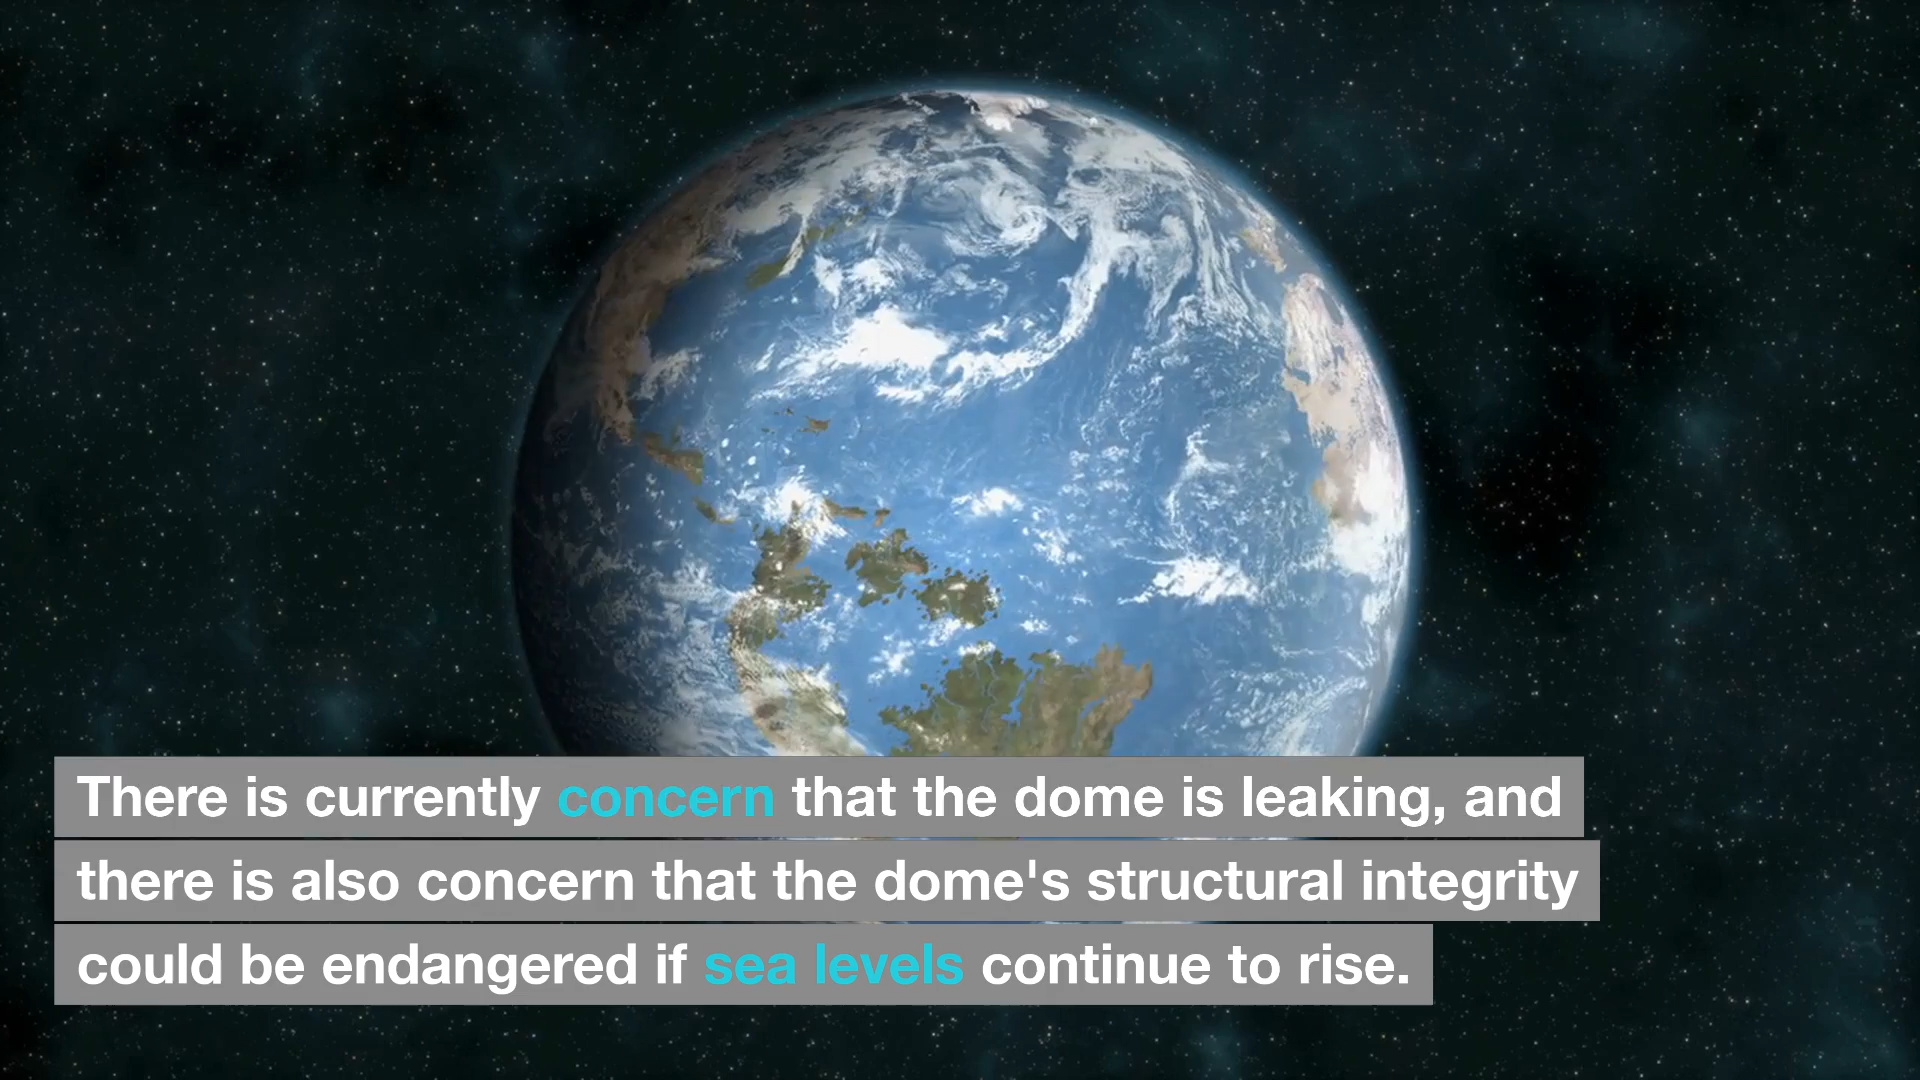 There is currently concern that the dome is leaking, and
there is also concern that the dome's structural integrity
could be endangered if sea levels continue to rise.